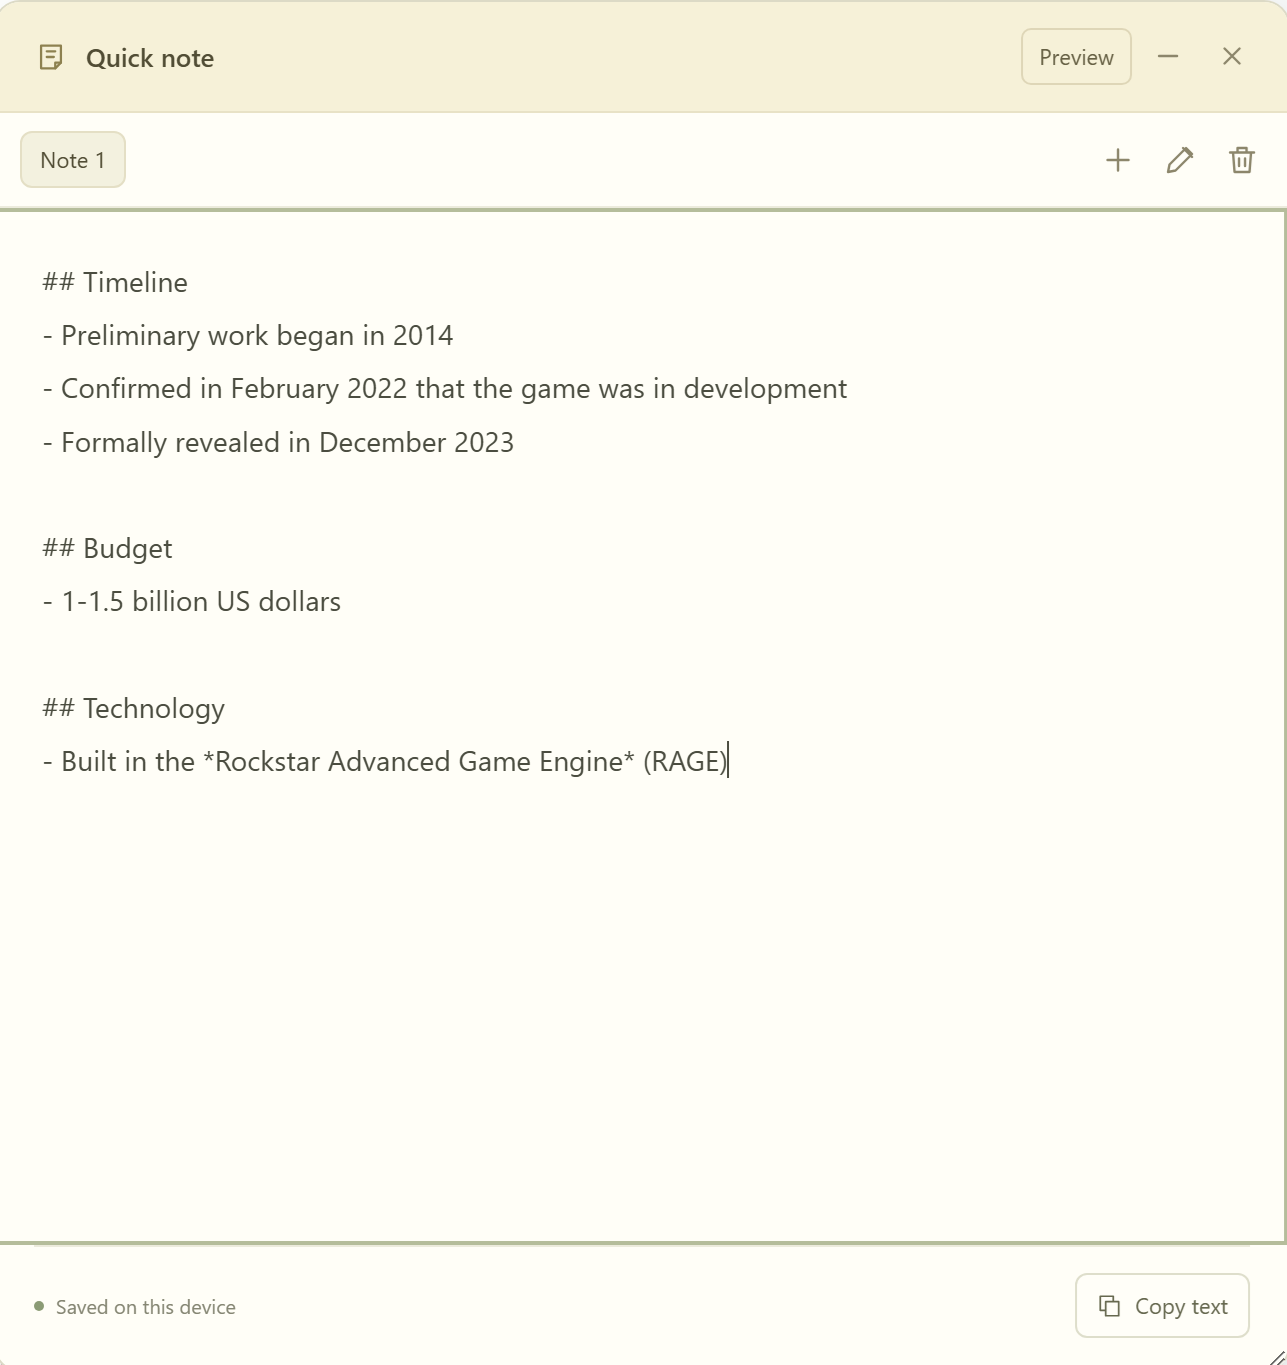 Quick note
Preview
Note 1
## Timeline
- Preliminary work began in 2014
- Confirmed in February 2022 that the game was in development
- Formally revealed in December 2023
## Budget
- 1-1.5 billion US dollars
## Technology
- Built in the *Rockstar Advanced Game Engine* (RAGE)
Saved on this device
Copy text